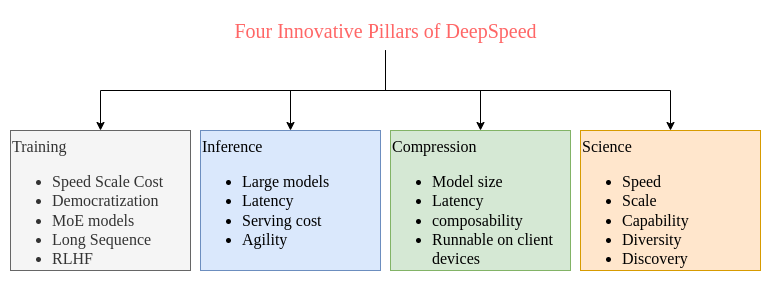 Four Innovative Pillars of DeepSpeed
Training
Speed Scale Cost
Democratization
MoE models
Long Sequence
RLHF
Inference
Large models
Latency
Serving cost
Agility
Compression
Model size
Latency
composability
Runnable on client
devices
Science
Speed
Scale
Capability
Diversity
Discovery